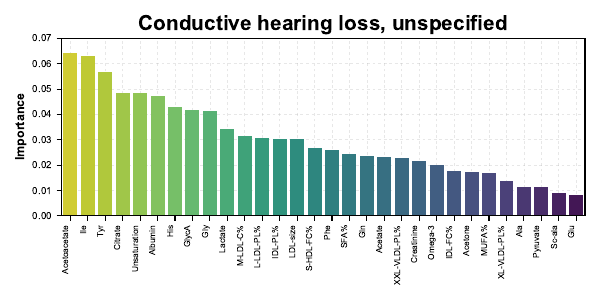 Conductive hearing loss, unspecified
Importance
0.07
0.06
0.05
0.04
0.03
0.02
0.01
0.00
Acetoacetate
Ile
Tyr
Citrate
Unsaturation
Albumin
His
GlycA
Gly
Lactate
M-LDL-C%
L-LDL-PL%
IDL-PL%
LDL-size
S-HDL-FC%
Phe
SFA%
Gln
Acetate
XXL-VLDL-PL%
Creatinine
Omega-3
IDL-FC%
Acetone
MUFA%
XL-VLDL-PL%
Ala
Pyruvate
Glu